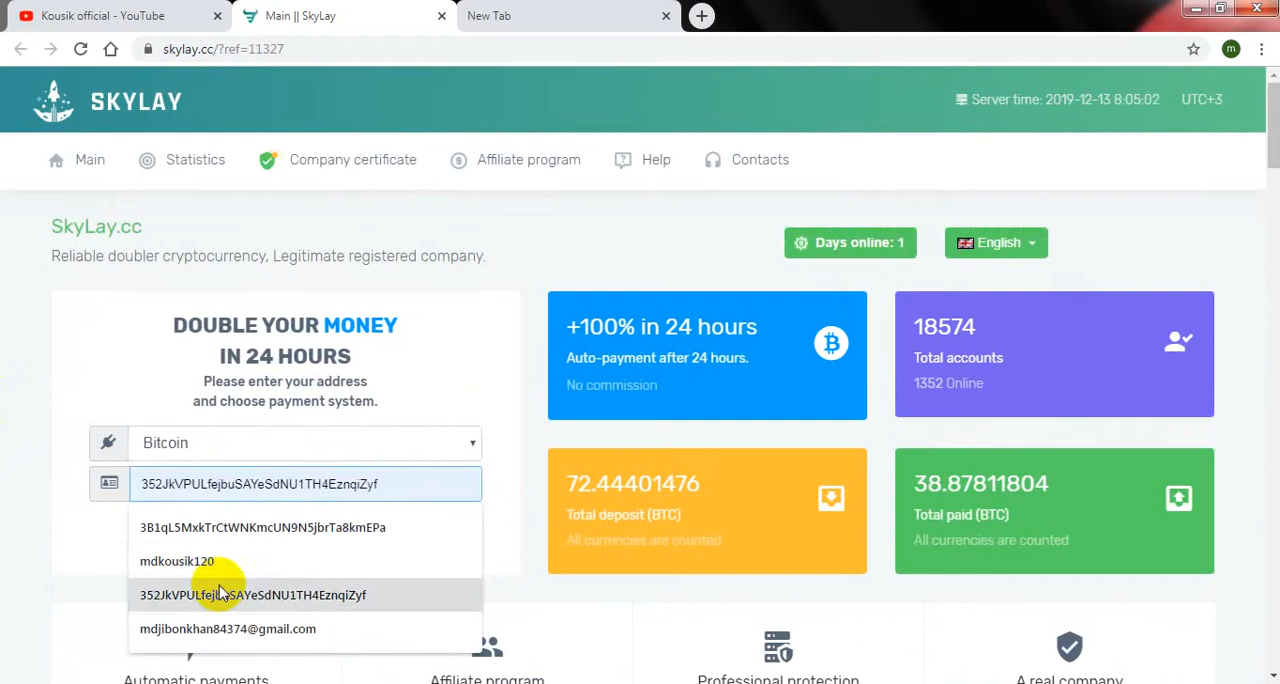 Kousik official - YouTube
Main || SkyLay
New Tab
skylay.cc/?ref=11327
m
SKYLAY
Server time: 2019-12-13 8:05:02 UTC+3
Main
Statistics
Company certificate
Affiliate program
Help
Contacts
SkyLay.cc
Reliable doubler cryptocurrency, Legitimate registered company.
Days online: 1
English
DOUBLE YOUR MONEY
IN 24 HOURS
Please enter your address
and choose payment system.
Bitcoin
352JkVPULfejbuSAYeSdNU1TH4EznqiZyf
3B1qL5MxkTrCtWNKmcUN9N5jbrTa8kmEPa
mdkousik120
352JkVPULfejbuSAYeSdNU1TH4EznqiZyf
mdjibonkhan84374@gmail.com
+100% in 24 hours
Auto-payment after 24 hours.
No commission
18574
Total accounts
1352 Online
72.44401476
Total deposit (BTC)
All currencies are counted
38.87811804
Total paid (BTC)
All currencies are counted
Automatic payments
Affiliate program
Professional protection
A real company